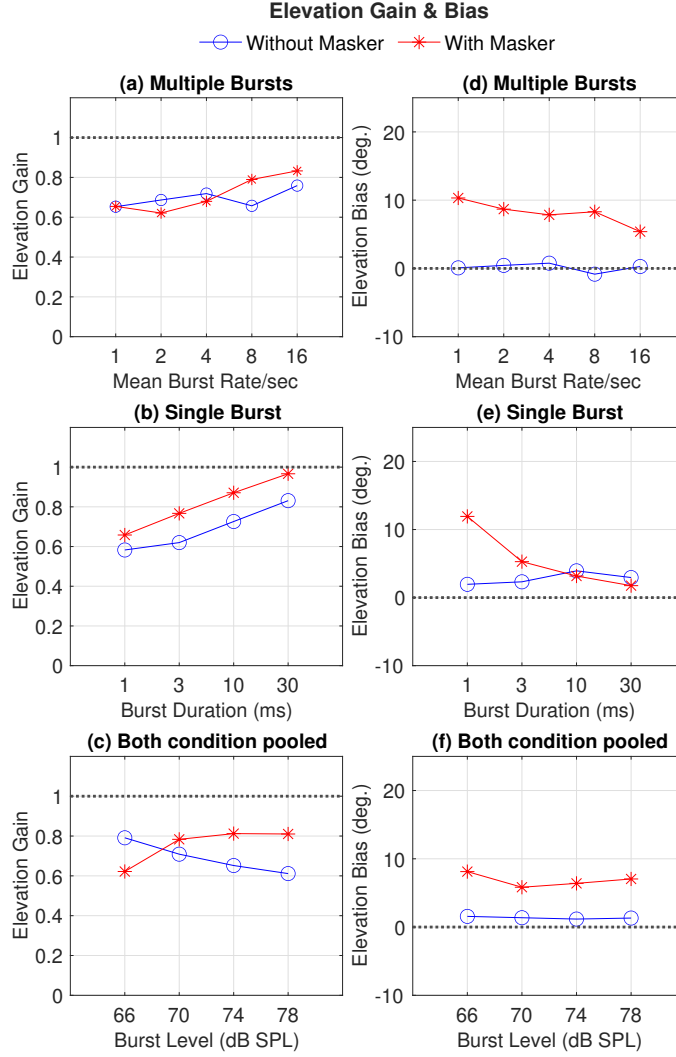 Elevation Gain & Bias
Without Masker With Masker
(a) Multiple Bursts
Elevation Gain
1
0.8
0.6
0.4
0.2
0
1 2 4 8 16
Mean Burst Rate/sec
(d) Multiple Bursts
Elevation Bias (deg.)
20
10
0
-10
1 2 4 8 16
Mean Burst Rate/sec
(b) Single Burst
Elevation Gain
1
0.8
0.6
0.4
0.2
0
1 3 10 30
Burst Duration (ms)
(e) Single Burst
Elevation Bias (deg.)
20
10
0
-10
1 3 10 30
Burst Duration (ms)
(c) Both condition pooled
Elevation Gain
1
0.8
0.6
0.4
0.2
0
66 70 74 78
Burst Level (dB SPL)
(f) Both condition pooled
Elevation Bias (deg.)
20
10
0
-10
66 70 74 78
Burst Level (dB SPL)